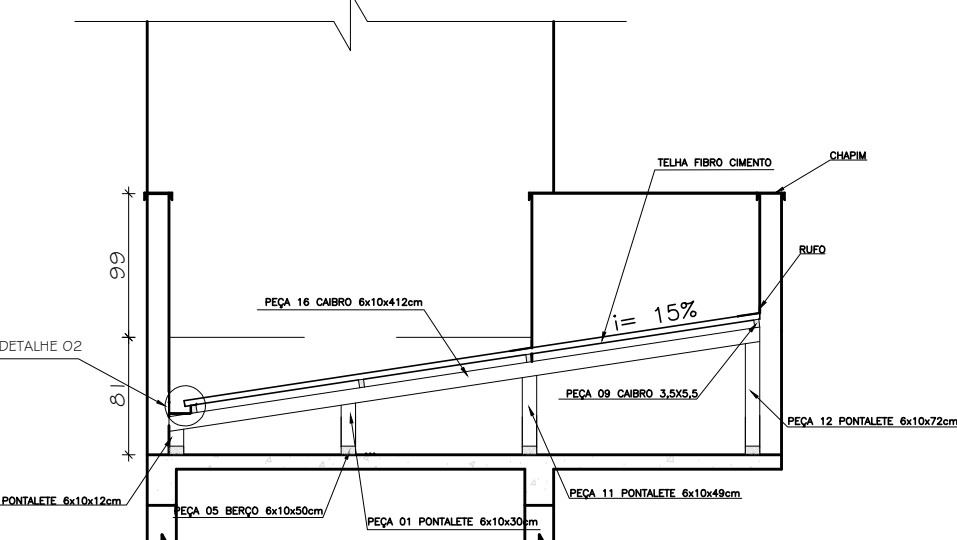 CHAPIM
TELHA FIBRO CIMENTO
RUFO
99
PEÇA 16 CAIBRO 6x10x412cm
i= 15%
DETALHE 02
81
PEÇA 09 CAIBRO 3,5X5,5
PEÇA 12 PONTALETE 6x10x72cm
PONTALETE 6x10x12cm
PEÇA 11 PONTALETE 6x10x49cm
PEÇA 05 BERÇO 6x10x50cm
PEÇA 01 PONTALETE 6x10x30cm